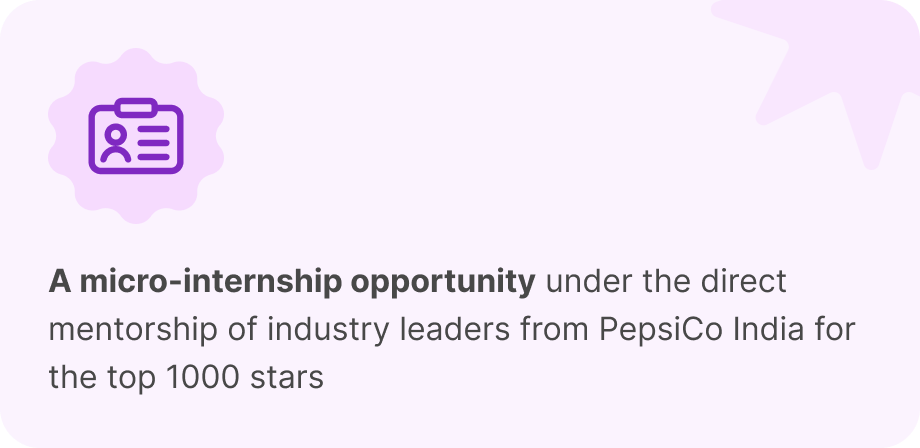 A micro-internship opportunity under the direct
mentorship of industry leaders from PepsiCo India for
the top 1000 stars